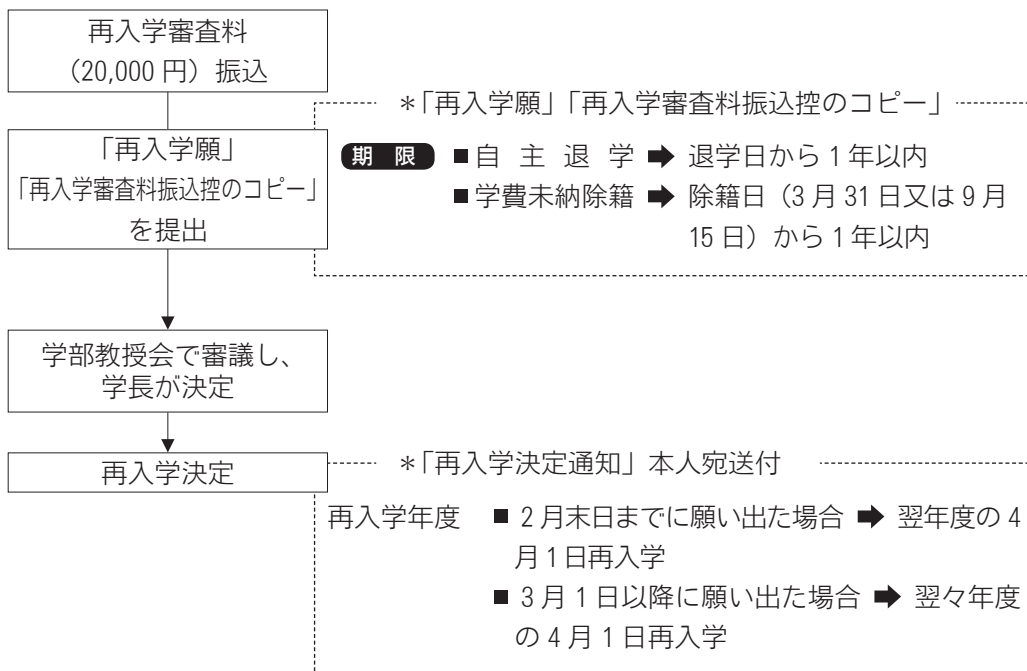 再入学審査料
（20,000 円）振込
＊「再入学願」「再入学審査料振込控のコピー」
「再入学願」
「再入学審査料振込控のコピー」
を提出
期 限 ■自 主 退 学 ➡ 退学日から 1 年以内
■学費未納除籍 ➡ 除籍日（3 月 31 日又は 9 月
15 日）から 1 年以内
学部教授会で審議し、
学長が決定
再入学決定
＊「再入学決定通知」本人宛送付
再入学年度 ■ 2 月末日までに願い出た場合 ➡ 翌年度の 4
月 1 日再入学
■ 3 月 1 日以降に願い出た場合 ➡ 翌々年度
の 4 月 1 日再入学